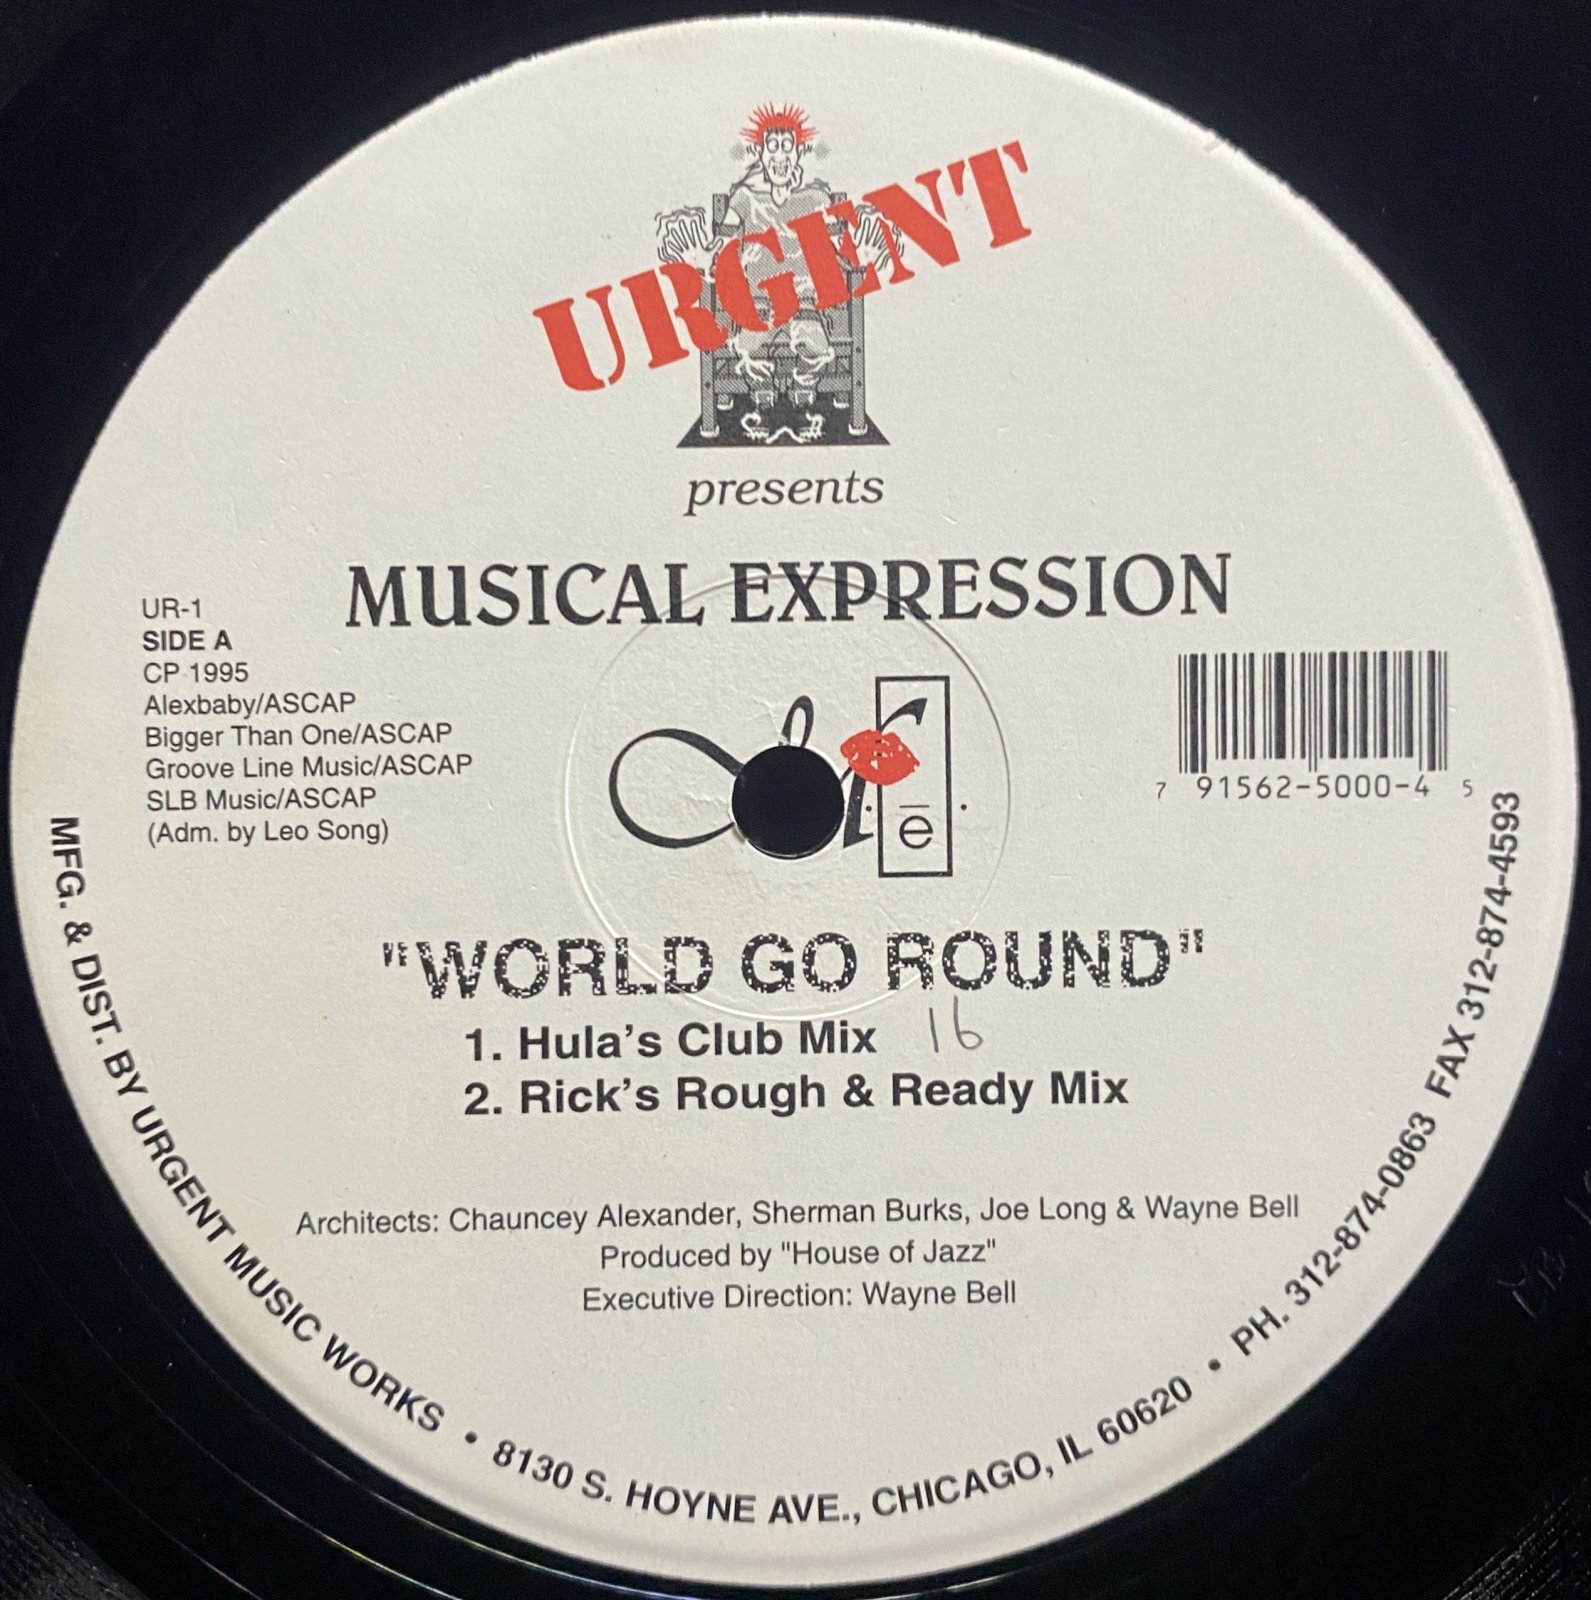 URGENT
presents
MUSICAL EXPRESSION
UR-1
SIDE A
CP 1995
Alexbaby/ASCAP
Bigger Than One/ASCAP
Groove Line Music/ASCAP
SLB Music/ASCAP
(Adm. by Leo Song)
ē
7 91562-5000-4 5
"WORLD GO ROUND"
1. Hula's Club Mix 16
2. Rick's Rough & Ready Mix
Architects: Chauncey Alexander, Sherman Burks, Joe Long & Wayne Bell
Produced by "House of Jazz"
Executive Direction: Wayne Bell
MFG. & DIST. BY URGENT MUSIC WORKS • 8130 S. HOYNE AVE., CHICAGO, IL 60620 • PH. 312-874-0863 FAX 312-874-4593